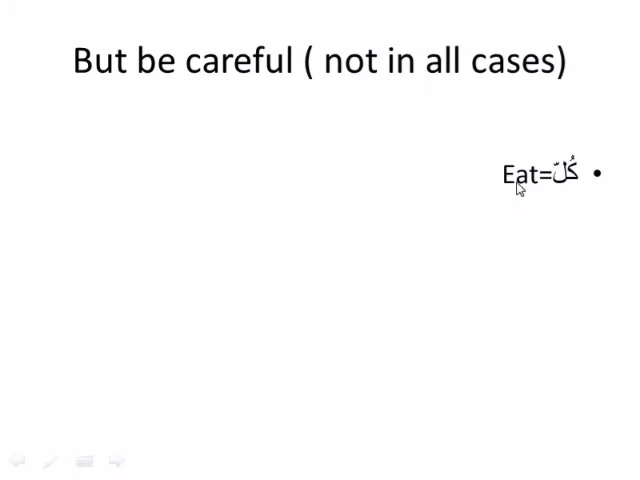 But be careful ( not in all cases)
• كُلّ=Eat